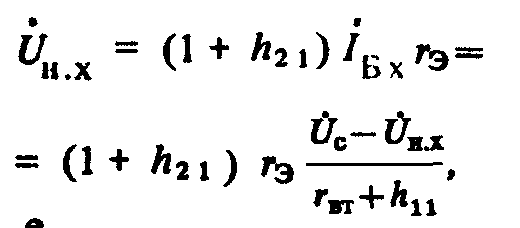 U̇н.х = (1 + h21) İБх rЭ =
= (1 + h21) rЭ (U̇с − U̇н.х)/(rвт + h11),